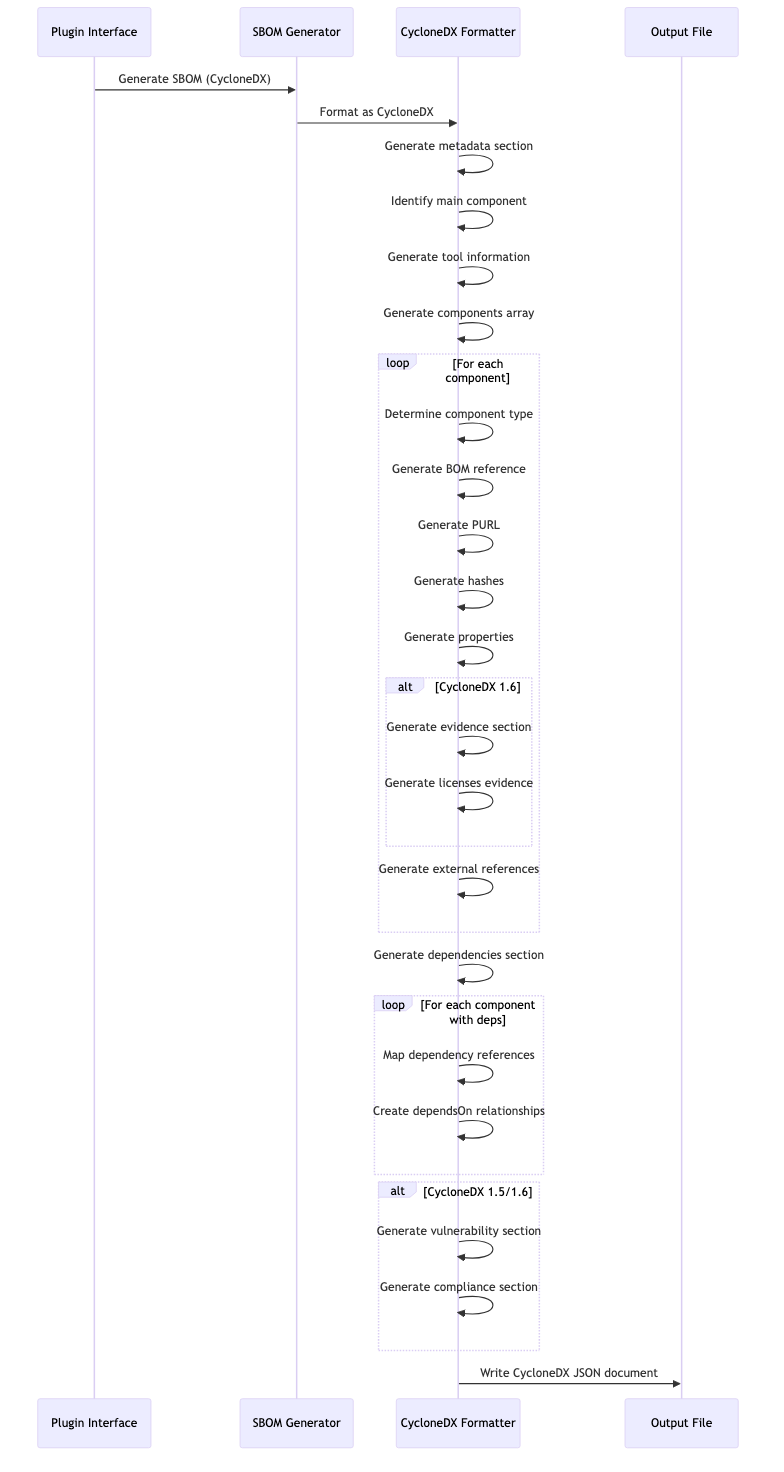 Plugin Interface
SBOM Generator
CycloneDX Formatter
Output File
Generate SBOM (CycloneDX)
Format as CycloneDX
Generate metadata section
Identify main component
Generate tool information
Generate components array
loop
[For each
component]
Determine component type
Generate BOM reference
Generate PURL
Generate hashes
Generate properties
alt
[CycloneDX 1.6]
Generate evidence section
Generate licenses evidence
Generate external references
Generate dependencies section
loop
[For each component
with deps]
Map dependency references
Create dependsOn relationships
alt
[CycloneDX 1.5/1.6]
Generate vulnerability section
Generate compliance section
Write CycloneDX JSON document
Plugin Interface
SBOM Generator
CycloneDX Formatter
Output File